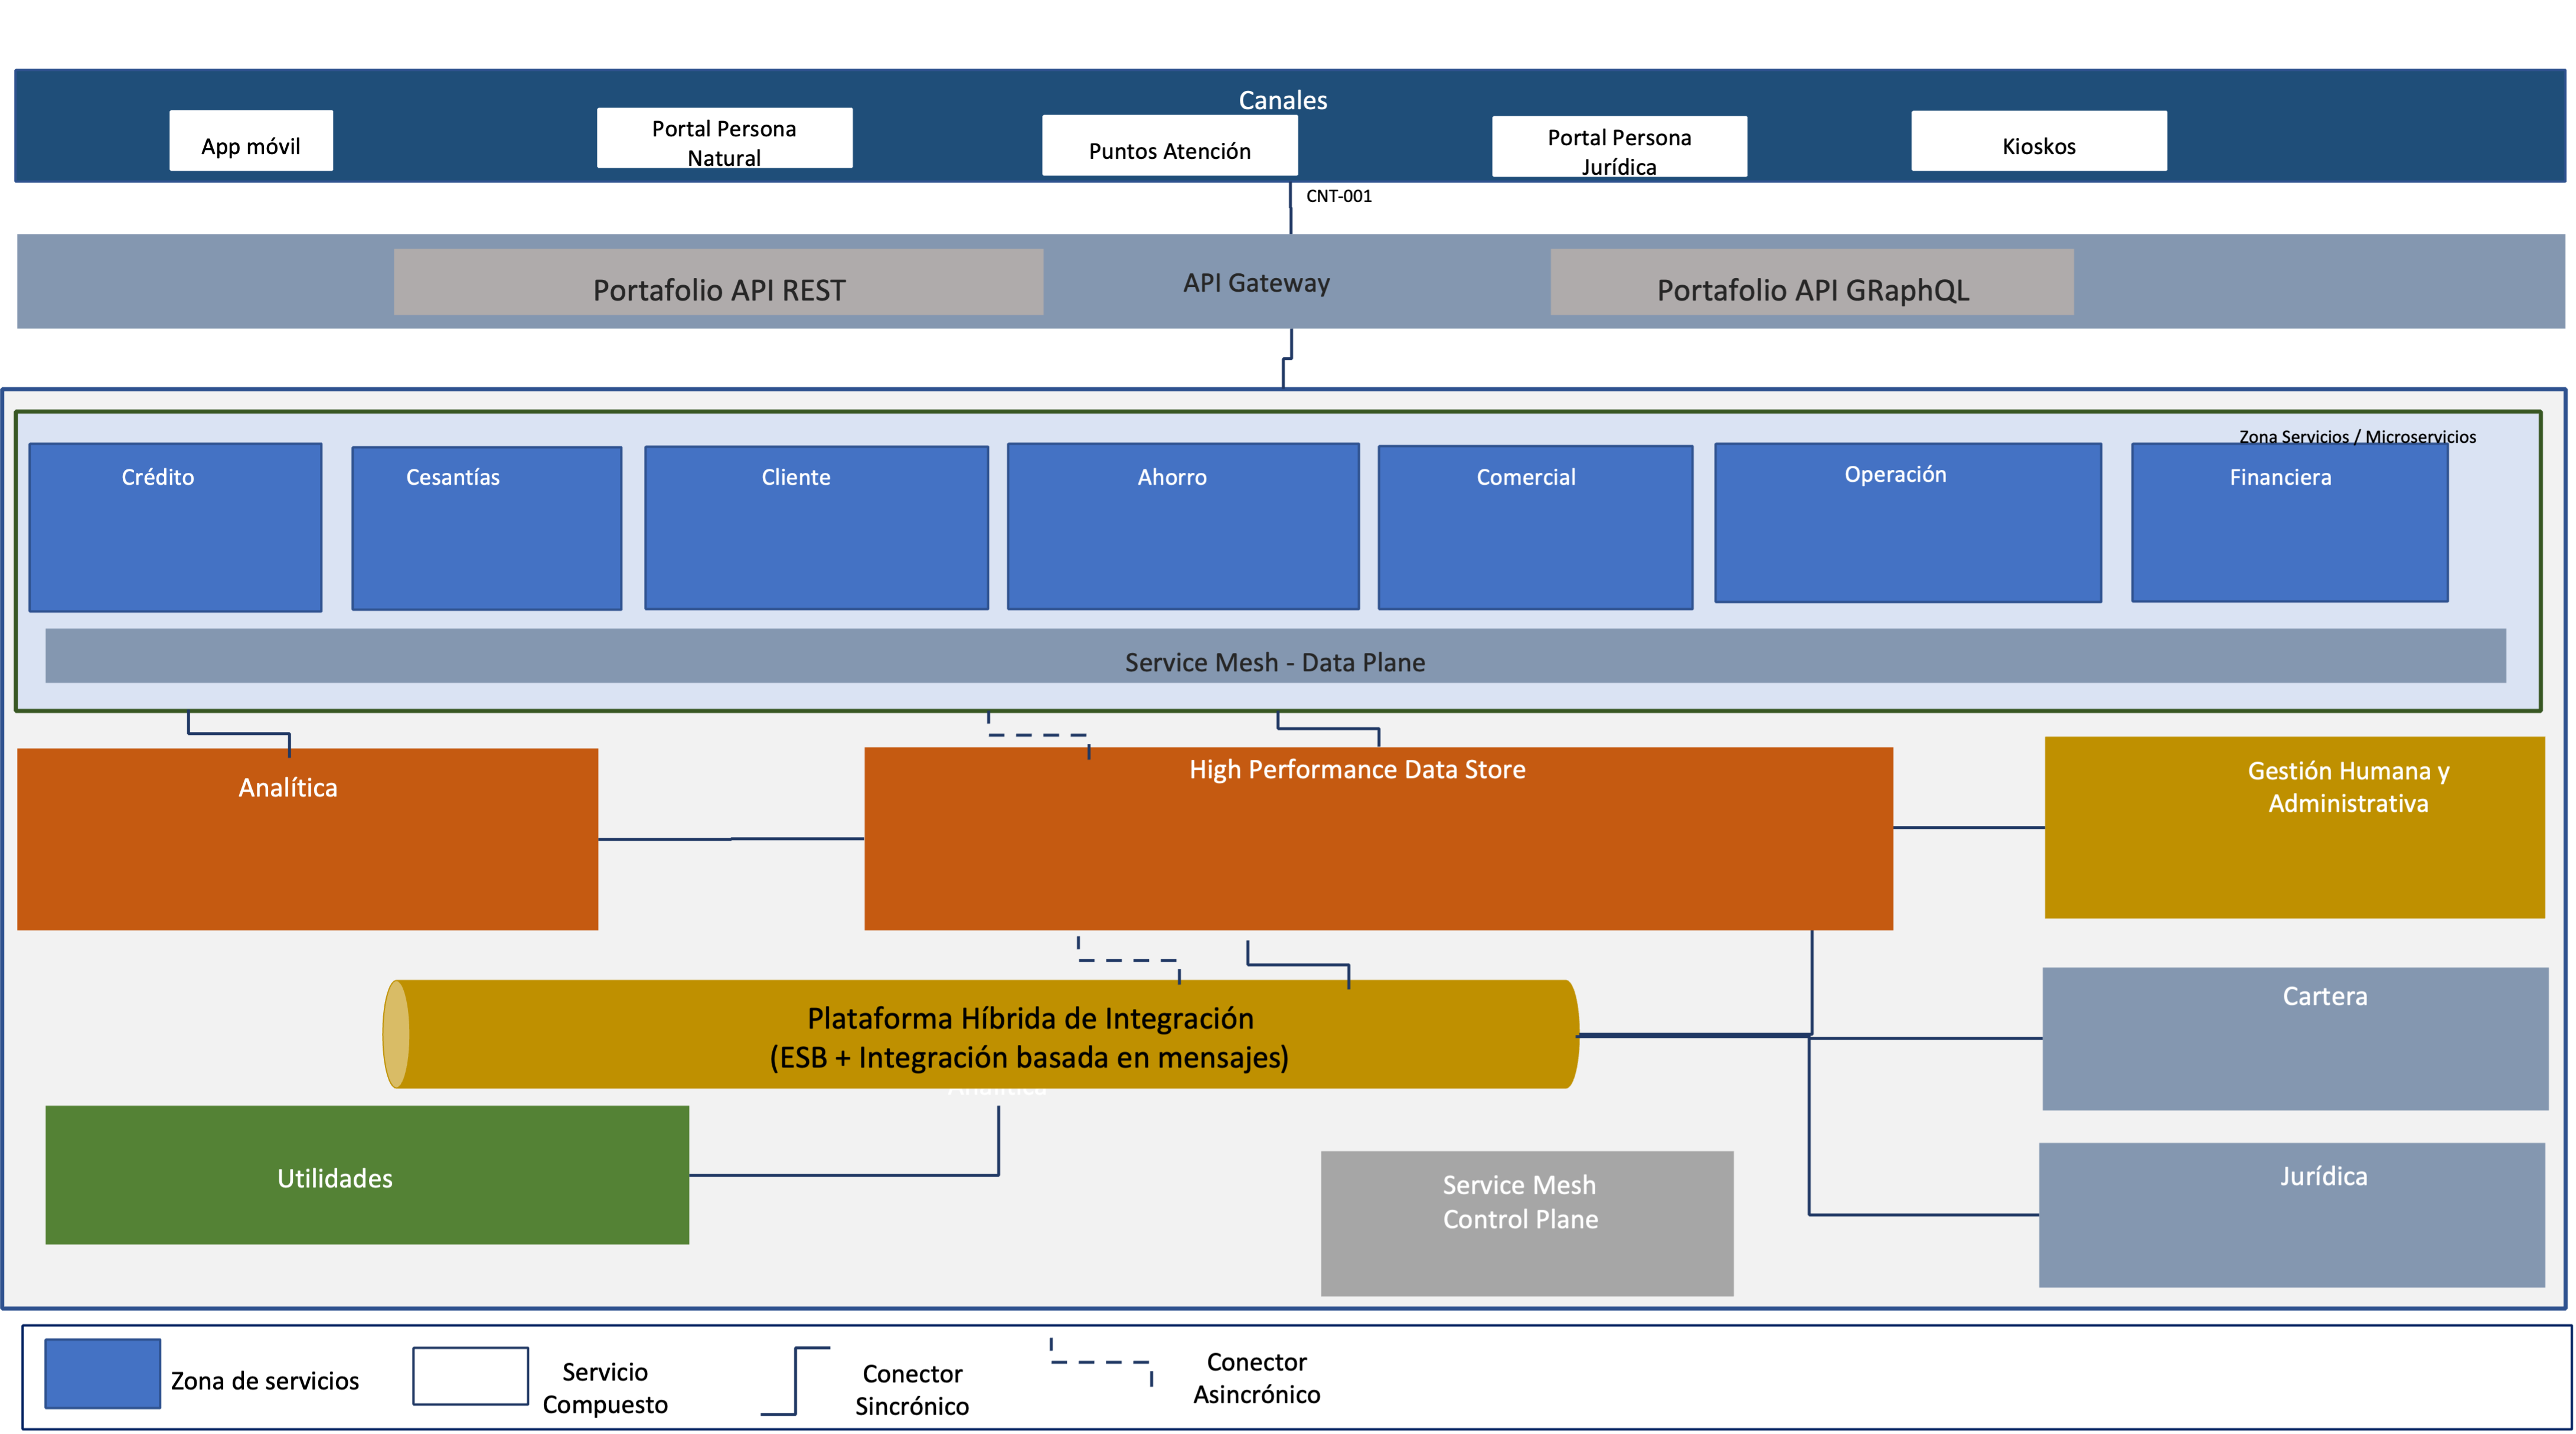 Canales
App móvil
Portal Persona
Natural
Puntos Atención
Portal Persona
Jurídica
Kioskos
CNT-001
Portafolio API REST
API Gateway
Portafolio API GRaphQL
Zona Servicios / Microservicios
Crédito
Cesantías
Cliente
Ahorro
Comercial
Operación
Financiera
Service Mesh - Data Plane
Analítica
High Performance Data Store
Gestión Humana y
Administrativa
Plataforma Híbrida de Integración
(ESB + Integración basada en mensajes)
Analítica
Cartera
Utilidades
Service Mesh
Control Plane
Jurídica
Zona de servicios
Servicio
Compuesto
Conector
Sincrónico
Conector
Asincrónico